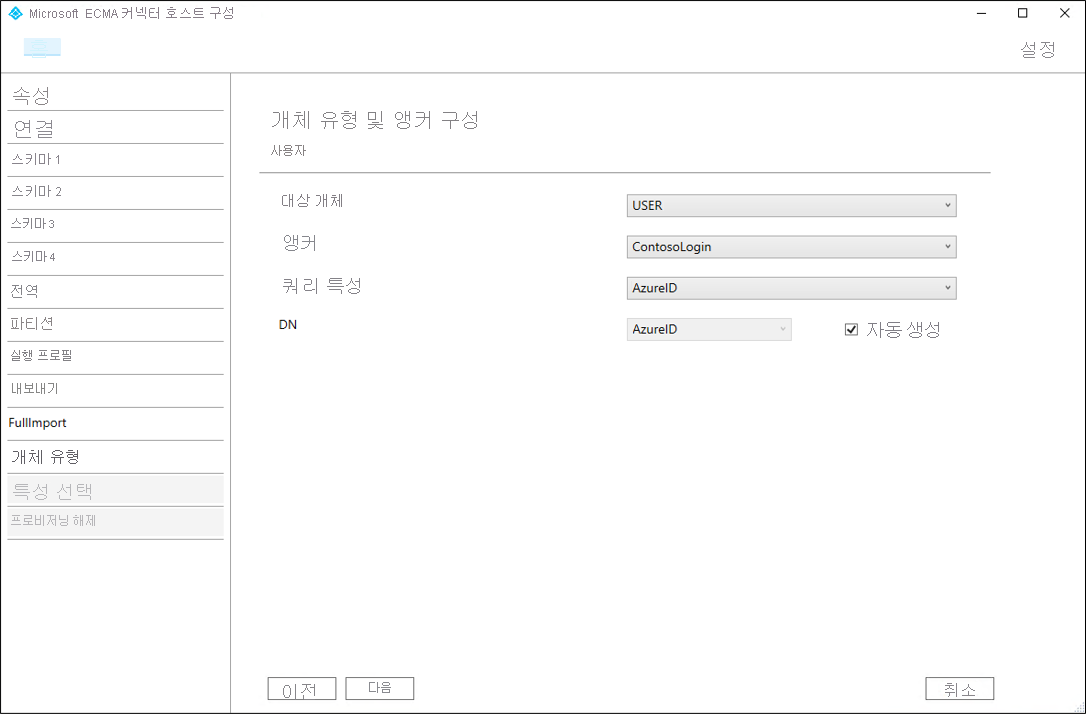 Microsoft ECMA 커넥터 호스트 구성
설정
속성
연결
스키마 1
스키마 2
스키마 3
스키마 4
전역
파티션
실행 프로필
내보내기
FullImport
개체 유형
특성 선택
프로비저닝 해제
개체 유형 및 앵커 구성
사용자
대상 개체
USER
앵커
ContosoLogin
쿼리 특성
AzureID
DN
AzureID
자동 생성
이전
다음
취소